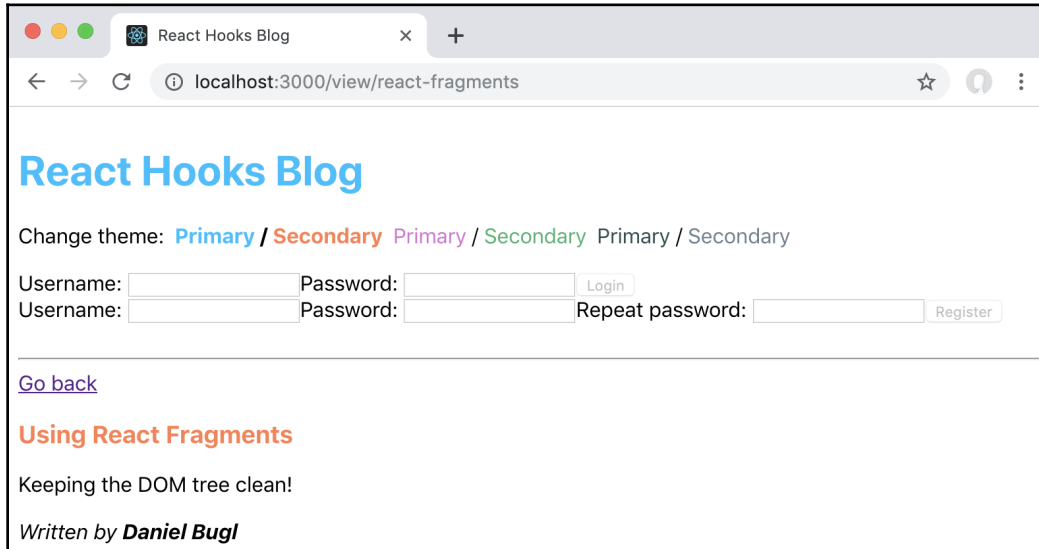 React Hooks Blog
localhost:3000/view/react-fragments
React Hooks Blog
Change theme: Primary / Secondary Primary / Secondary Primary / Secondary
Username: Password: Login
Username: Password: Repeat password: Register
Go back
Using React Fragments
Keeping the DOM tree clean!
Written by Daniel Bugl